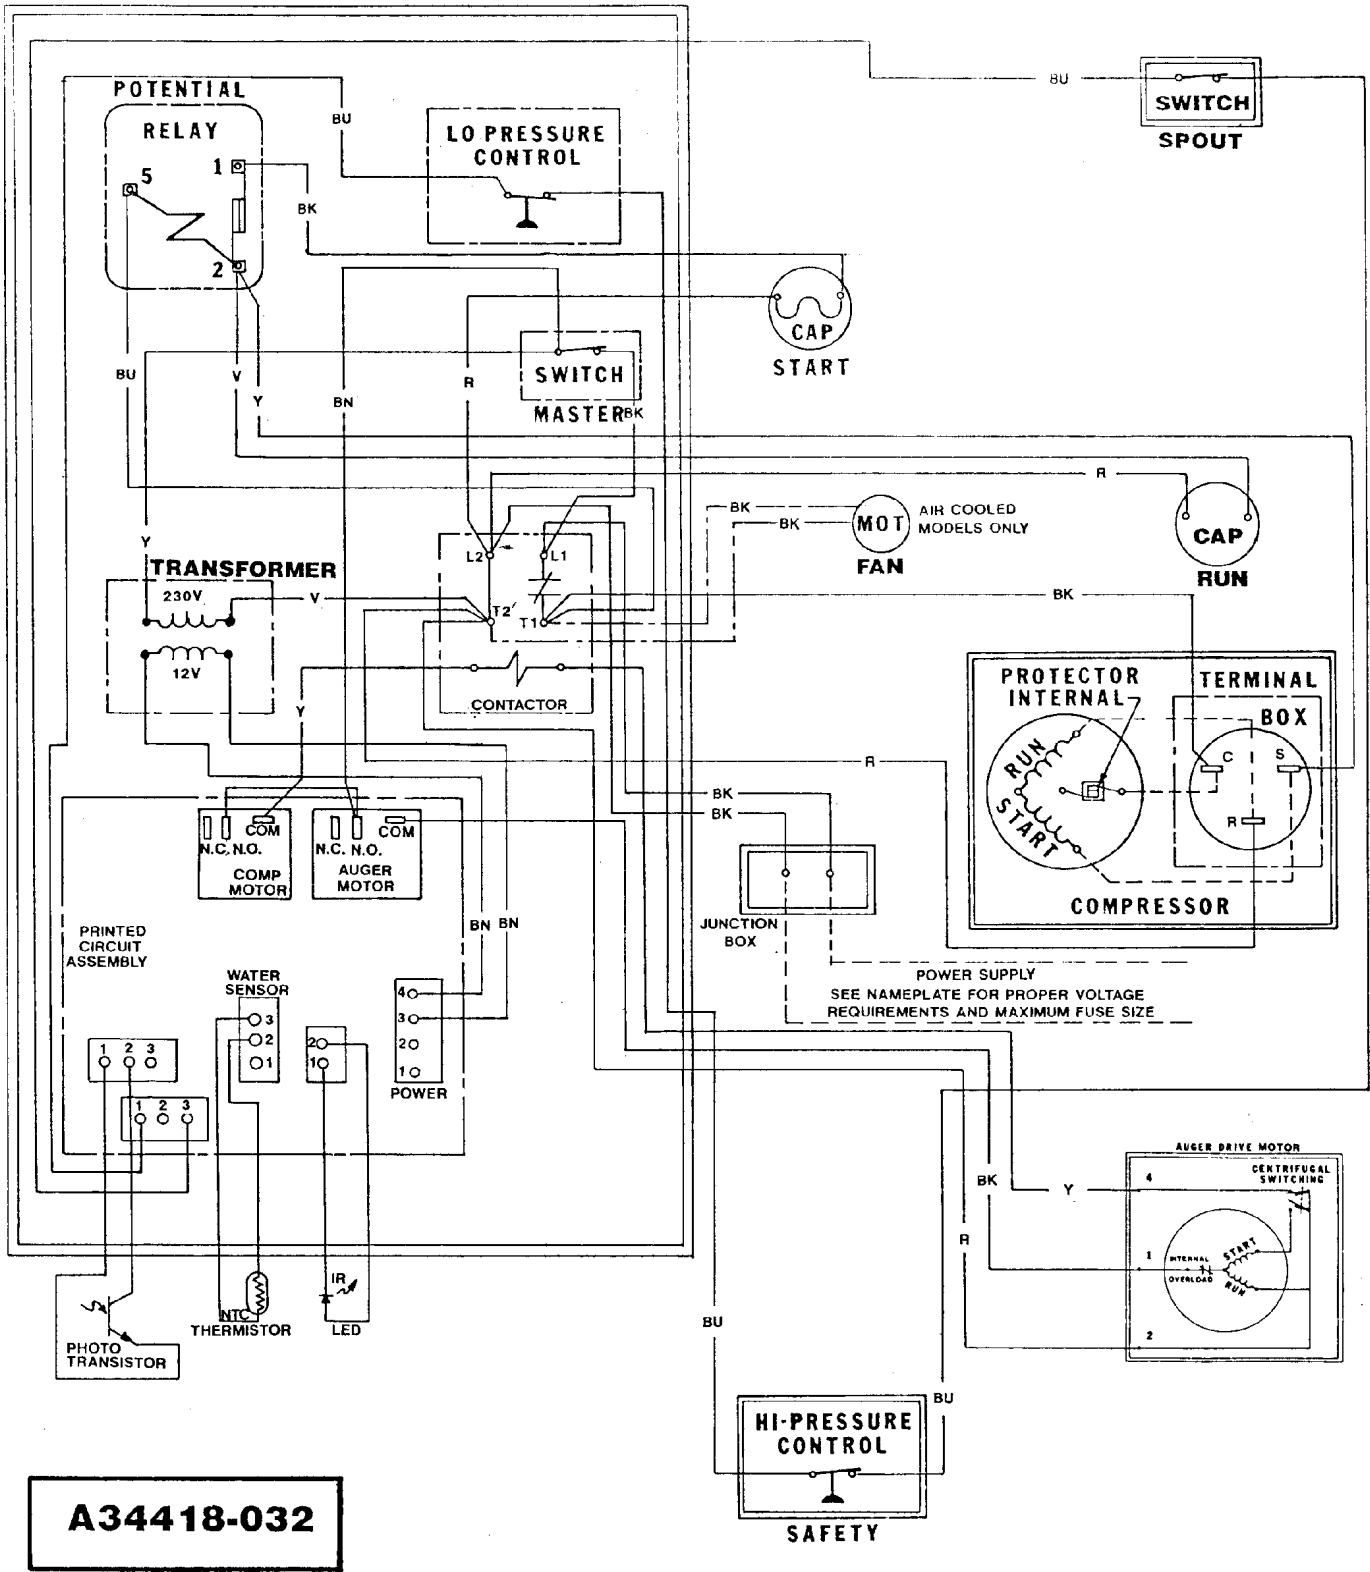 BU
SWITCH
SPOUT
POTENTIAL
RELAY
1
5
2
BU
LO PRESSURE
CONTROL
BK
CAP
START
SWITCH
MASTER
BK
BU
V
Y
BN
R
R
BK
BK
MOT
FAN
AIR COOLED
MODELS ONLY
CAP
RUN
Y
TRANSFORMER
230V
12V
V
L2
L1
T2
T1
CONTACTOR
BK
Y
PROTECTOR
INTERNAL
RUN
START
TERMINAL
BOX
C
S
R
COMPRESSOR
R
BK
BK
JUNCTION
BOX
COM
N.C. N.O.
COMP
MOTOR
COM
N.C. N.O.
AUGER
MOTOR
PRINTED
CIRCUIT
ASSEMBLY
BN BN
WATER
SENSOR
3
2
1
2
1
4
3
2
1
POWER
1 2 3
1 2 3
POWER SUPPLY
SEE NAMEPLATE FOR PROPER VOLTAGE
REQUIREMENTS AND MAXIMUM FUSE SIZE
AUGER DRIVE MOTOR
CENTRIFUGAL
SWITCHING
4
1
2
INTERNAL
OVERLOAD
START
RUN
BK
Y
R
PHOTO
TRANSISTOR
NTC
THERMISTOR
IR
LED
BU
BU
HI-PRESSURE
CONTROL
SAFETY
A34418-032